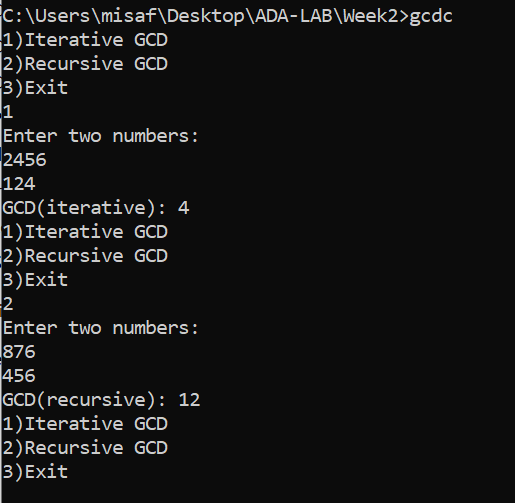 C:\Users\misaf\Desktop\ADA-LAB\Week2>gcdc
1)Iterative GCD
2)Recursive GCD
3)Exit
1
Enter two numbers:
2456
124
GCD(iterative): 4
1)Iterative GCD
2)Recursive GCD
3)Exit
2
Enter two numbers:
876
456
GCD(recursive): 12
1)Iterative GCD
2)Recursive GCD
3)Exit